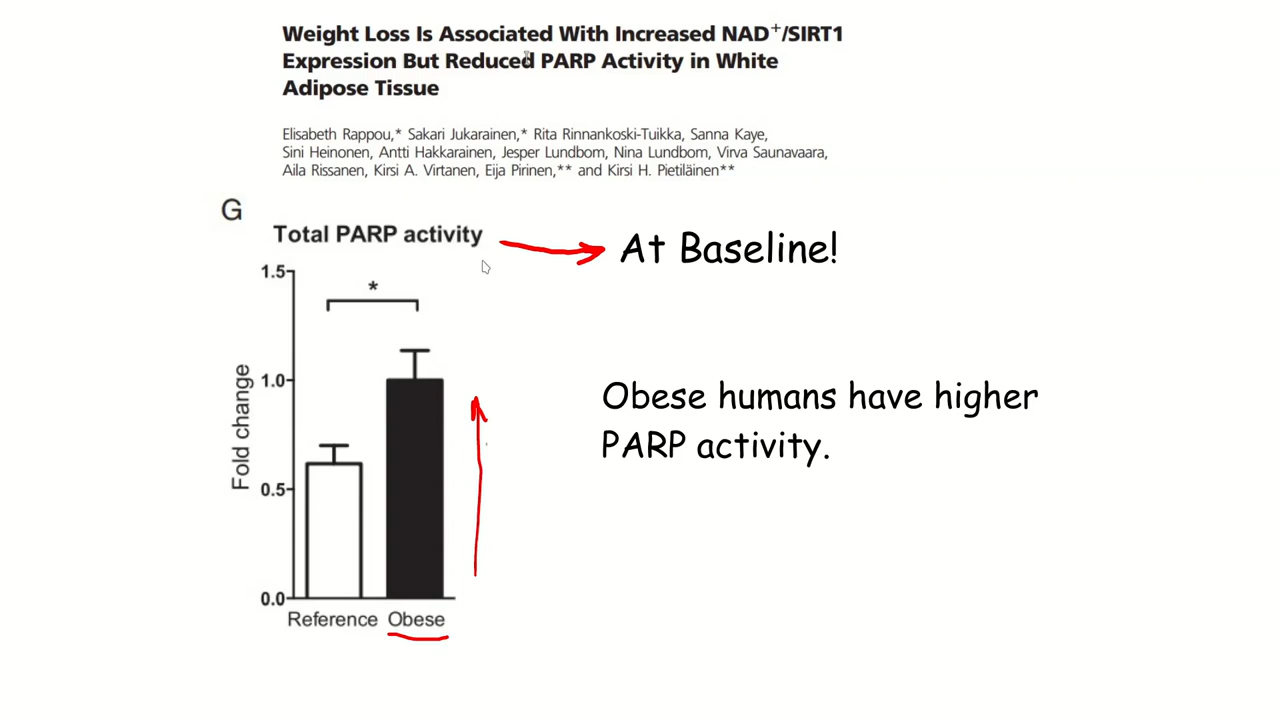 Weight Loss Is Associated With Increased NAD⁺/SIRT1
Expression But Reduced PARP Activity in White
Adipose Tissue
Elisabeth Rappou,* Sakari Jukarainen,* Rita Rinnankoski-Tuikka, Sanna Kaye,
Sini Heinonen, Antti Hakkarainen, Jesper Lundbom, Nina Lundbom, Virva Saunavaara,
Aila Rissanen, Kirsi A. Virtanen, Eija Pirinen,** and Kirsi H. Pietiläinen**
G
Total PARP activity
At Baseline!
1.5
*
1.0
0.5
0.0
Fold change
Reference Obese
Obese humans have higher
PARP activity.